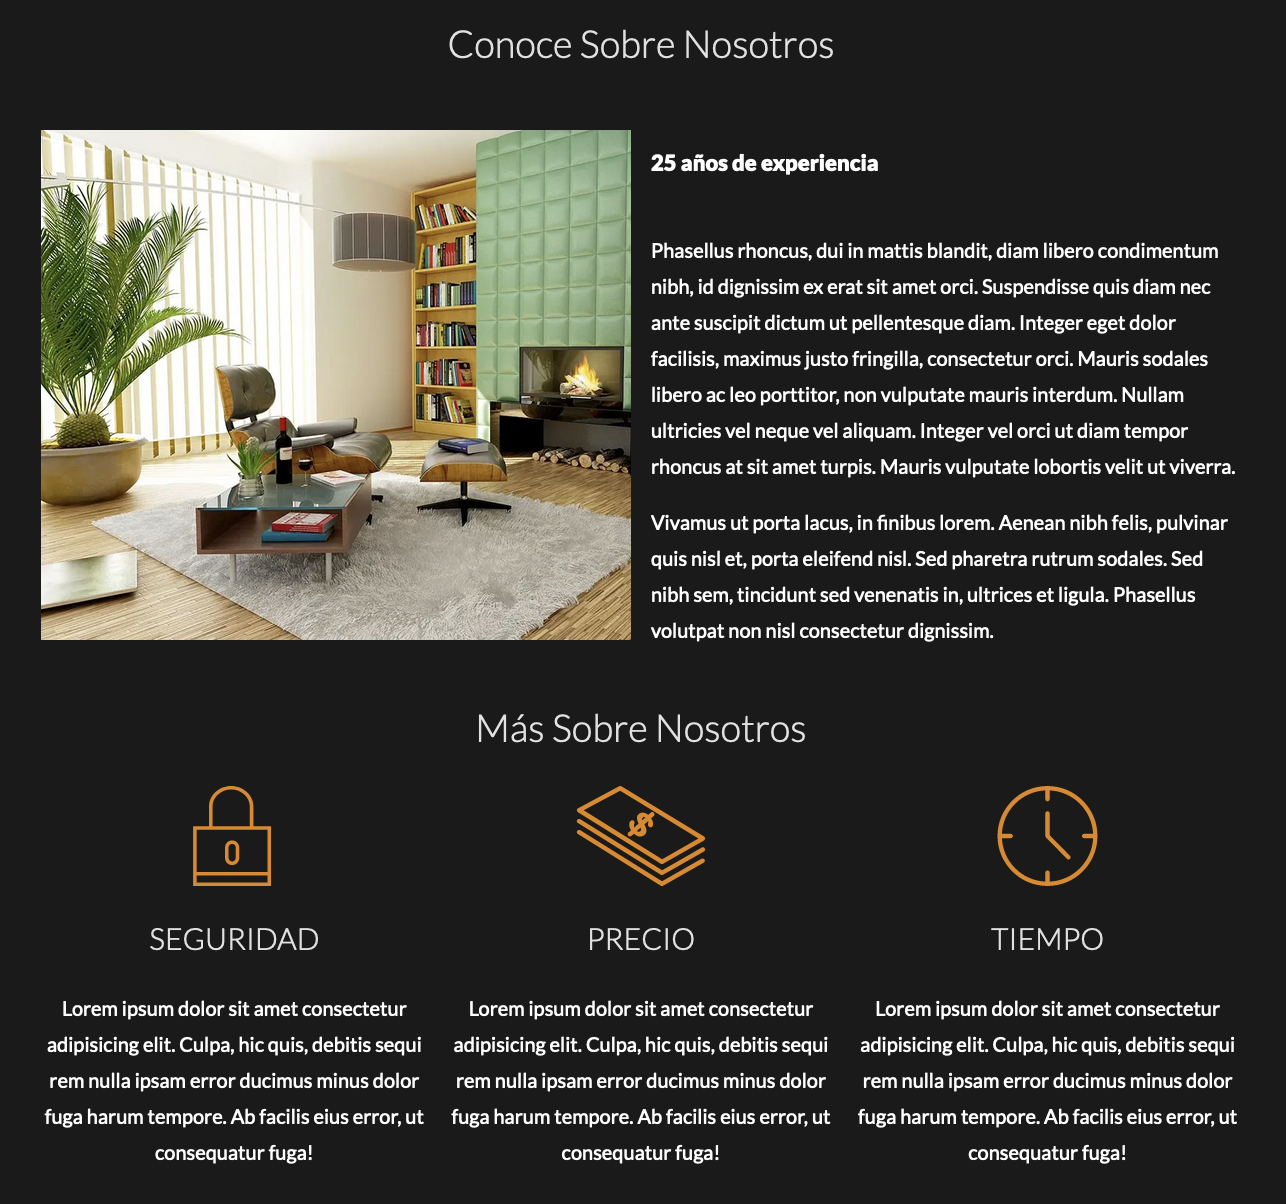 Conoce Sobre Nosotros
25 años de experiencia
Phasellus rhoncus, dui in mattis blandit, diam libero condimentum
nibh, id dignissim ex erat sit amet orci. Suspendisse quis diam nec
ante suscipit dictum ut pellentesque diam. Integer eget dolor
facilisis, maximus justo fringilla, consectetur orci. Mauris sodales
libero ac leo porttitor, non vulputate mauris interdum. Nullam
ultricies vel neque vel aliquam. Integer vel orci ut diam tempor
rhoncus at sit amet turpis. Mauris vulputate lobortis velit ut viverra.
Vivamus ut porta lacus, in finibus lorem. Aenean nibh felis, pulvinar
quis nisl et, porta eleifend nisl. Sed pharetra rutrum sodales. Sed
nibh sem, tincidunt sed venenatis in, ultrices et ligula. Phasellus
volutpat non nisl consectetur dignissim.
Más Sobre Nosotros
SEGURIDAD
Lorem ipsum dolor sit amet consectetur
adipisicing elit. Culpa, hic quis, debitis sequi
rem nulla ipsam error ducimus minus dolor
fuga harum tempore. Ab facilis eius error, ut
consequatur fuga!
$
PRECIO
Lorem ipsum dolor sit amet consectetur
adipisicing elit. Culpa, hic quis, debitis sequi
rem nulla ipsam error ducimus minus dolor
fuga harum tempore. Ab facilis eius error, ut
consequatur fuga!
TIEMPO
Lorem ipsum dolor sit amet consectetur
adipisicing elit. Culpa, hic quis, debitis sequi
rem nulla ipsam error ducimus minus dolor
fuga harum tempore. Ab facilis eius error, ut
consequatur fuga!